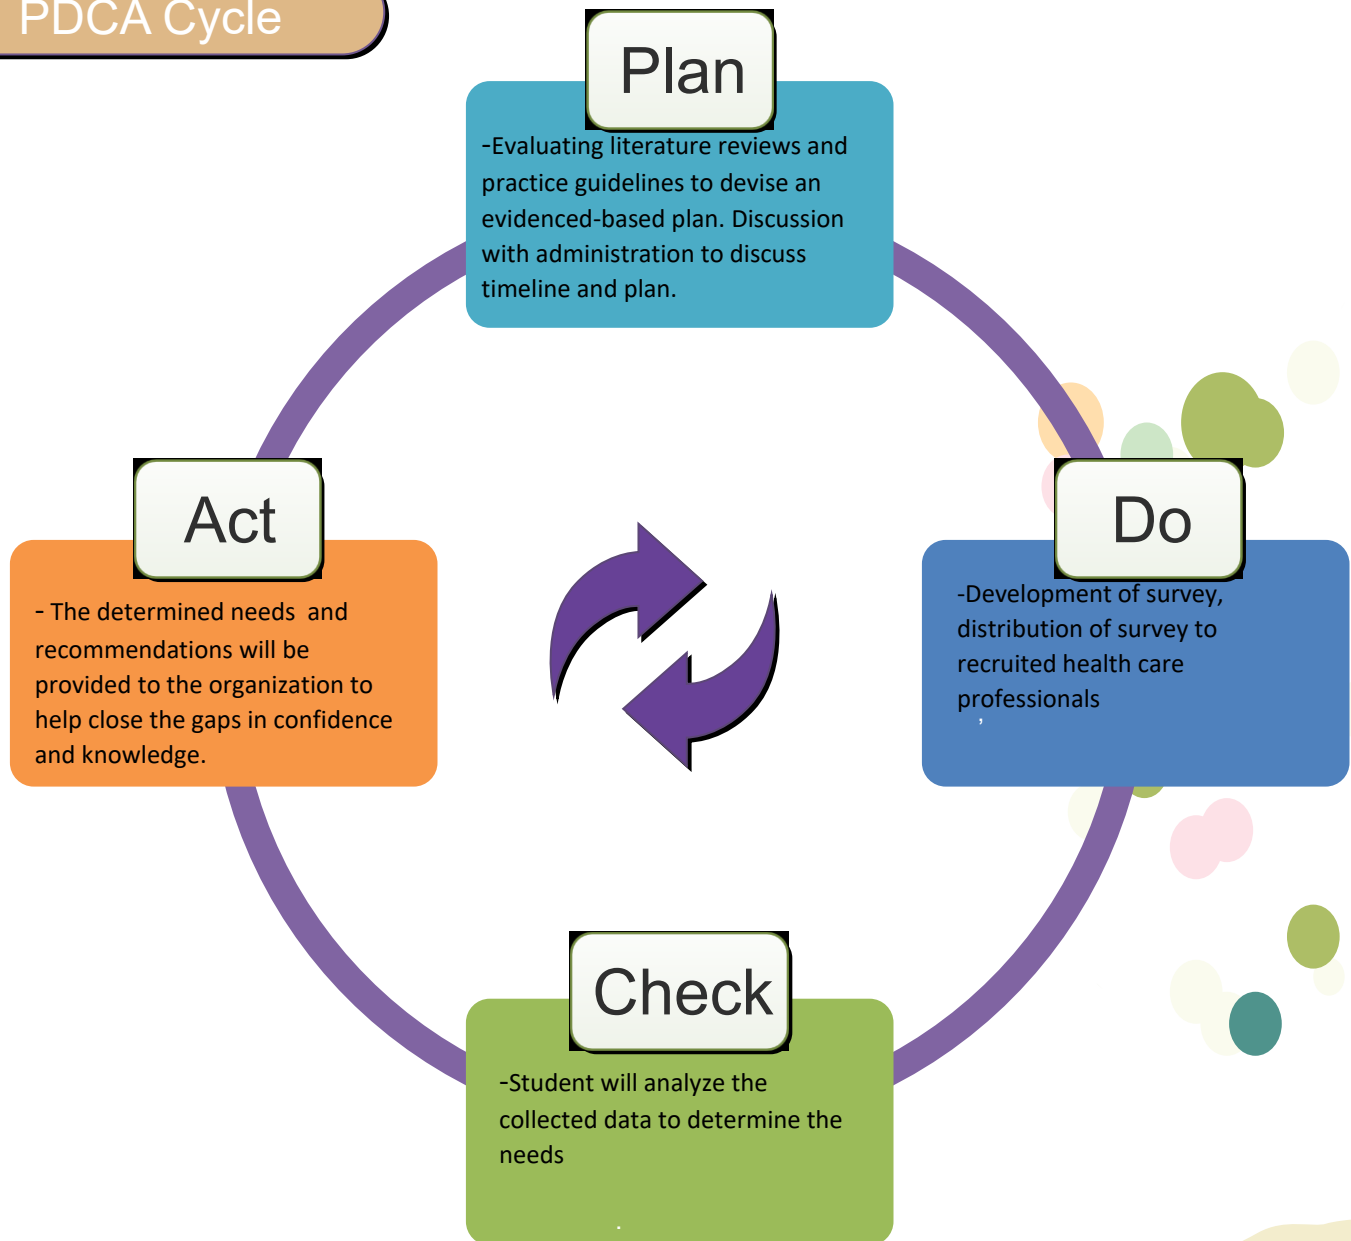 PDCA Cycle
Plan
-Evaluating literature reviews and
practice guidelines to devise an
evidenced-based plan. Discussion
with administration to discuss
timeline and plan.
Do
-Development of survey,
distribution of survey to
recruited health care
professionals
,
Check
-Student will analyze the
collected data to determine the
needs
.
Act
- The determined needs  and
recommendations will be
provided to the organization to
help close the gaps in confidence
and knowledge.